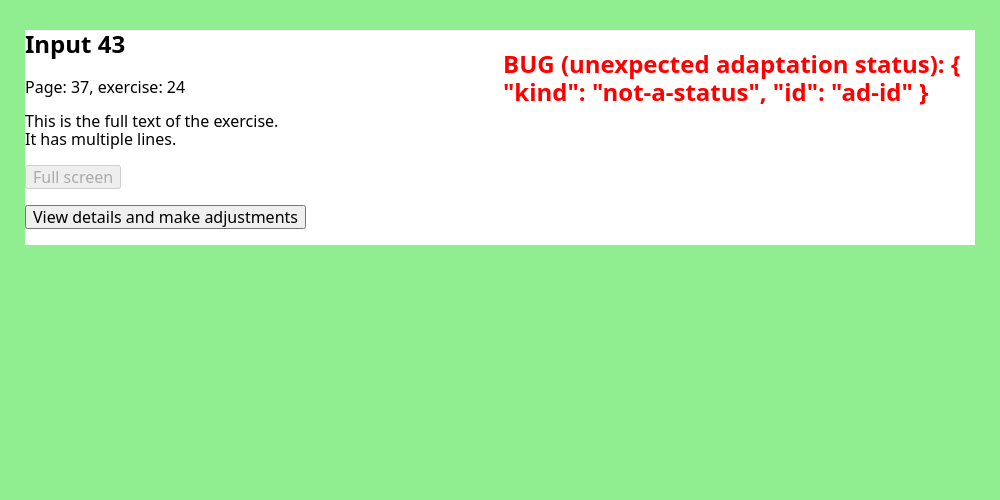 Input 43
Page: 37, exercise: 24
This is the full text of the exercise.
It has multiple lines.
Full screen
View details and make adjustments
BUG (unexpected adaptation status): {
"kind": "not-a-status", "id": "ad-id" }